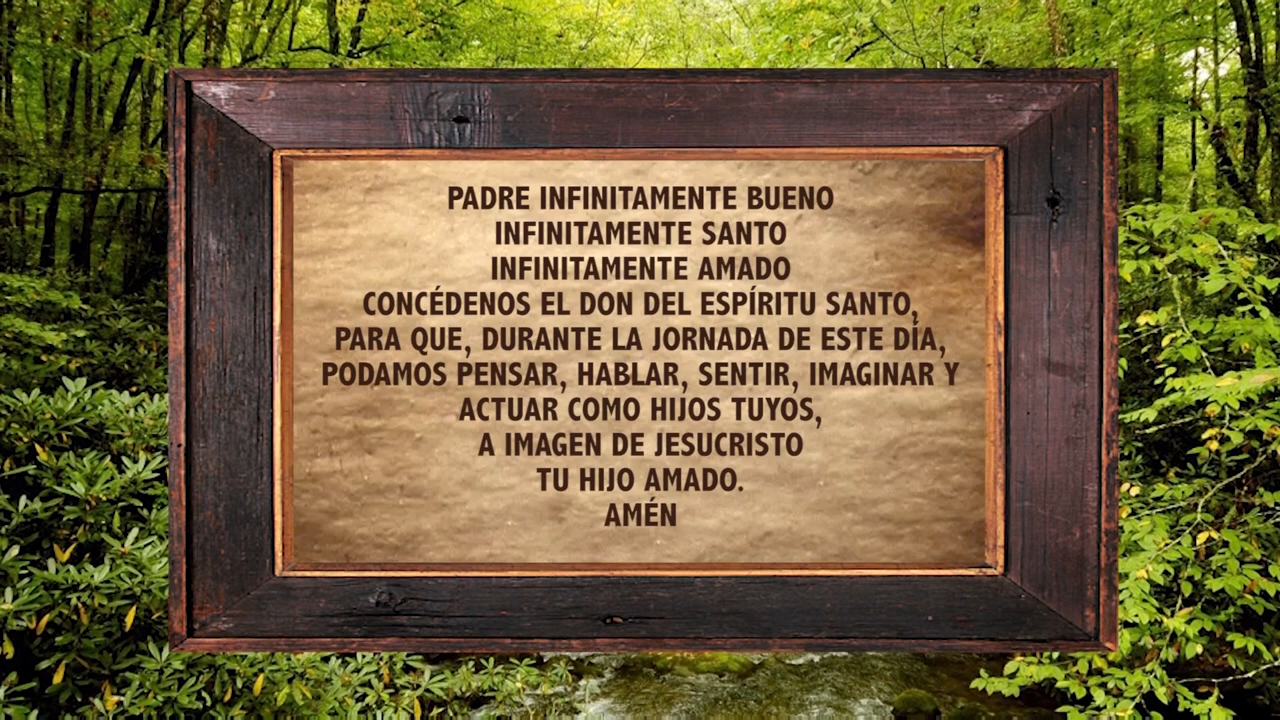 PADRE INFINITAMENTE BUENO
INFINITAMENTE SANTO
INFINITAMENTE AMADO
CONCÉDENOS EL DON DEL ESPÍRITU SANTO,
PARA QUE, DURANTE LA JORNADA DE ESTE DÍA,
PODAMOS PENSAR, HABLAR, SENTIR, IMAGINAR Y
ACTUAR COMO HIJOS TUYOS,
A IMAGEN DE JESUCRISTO
TU HIJO AMADO.
AMÉN